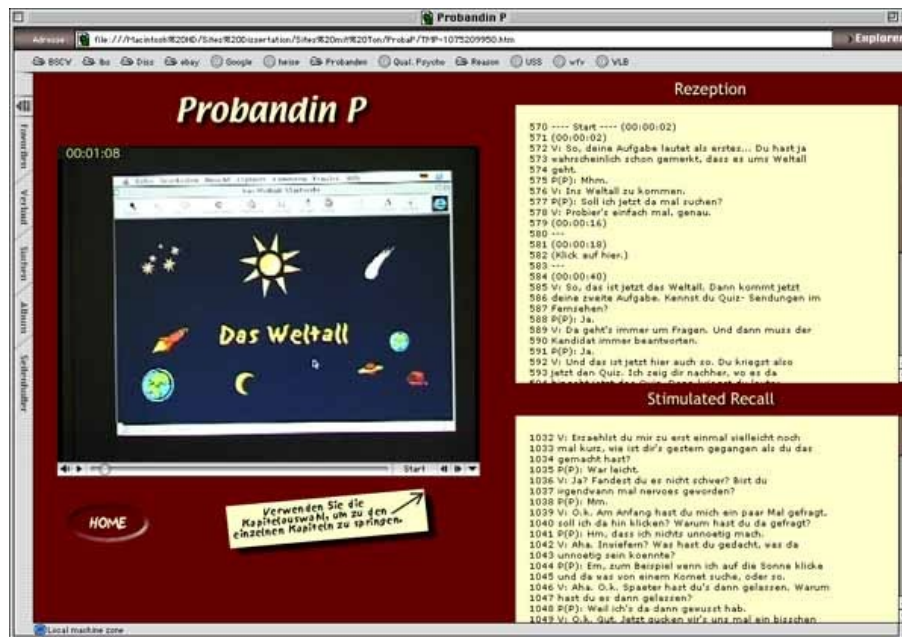 Probandin P
Adresse: file:///Macintosh%20HD/Sites%20Dissertation/Sites%20mit%20Ton/ProbaP/TMP-1075209950.htm
Explorer
BSCW lbs Diss ebay Google heise Probanden Qual. Psycho Reason USS wfv VLB
Favoriten
Verlauf
Suchen
Album
Seitenhalter
Probandin P
00:01:08
Das Weltall
Start
HOME
Verwenden Sie die
Kapitelauswahl, um zu den
einzelnen Kapiteln zu springen.
Rezeption
570 ---- Start ---- (00:00:02)
571 (00:00:02)
572 V: So, deine Aufgabe lautet als erstes... Du hast ja
573 wahrscheinlich schon gemerkt, dass es ums Weltall
574 geht.
575 P(P): Mhm.
576 V: Ins Weltall zu kommen.
577 P(P): Soll ich jetzt da mal suchen?
578 V: Probier's einfach mal, genau.
579 (00:00:16)
580 ---
581 (00:00:18)
582 (Klick auf hier.)
583 ---
584 (00:00:40)
585 V: So, das ist jetzt das Weltall. Dann kommt jetzt
586 deine zweite Aufgabe. Kennst du Quiz- Sendungen im
587 Fernsehen?
588 P(P): Ja.
589 V: Da geht's immer um Fragen. Und dann muss der
590 Kandidat immer beantworten.
591 P(P): Ja.
592 V: Und das ist jetzt hier auch so. Du kriegst also
593 jetzt den Quiz. Ich zeig dir nachher, wo es da
Stimulated Recall
1032 V: Erzaehlst du mir zu erst einmal vielleicht noch
1033 mal kurz, wie ist dir's gestern gegangen als du das
1034 gemacht hast?
1035 P(P): War leicht.
1036 V: Ja? Fandest du es nicht schwer? Bist du
1037 irgendwann mal nervoes geworden?
1038 P(P): Mm.
1039 V: O.k. Am Anfang hast du mich ein paar Mal gefragt,
1040 soll ich da hin klicken? Warum hast du da gefragt?
1041 P(P): Hm, dass ich nichts unnoetig mach.
1042 V: Aha. Inwiefern? Was hast du gedacht, was da
1043 unnoetig sein koennte?
1044 P(P): Em, zum Beispiel wenn ich auf die Sonne klicke
1045 und da was von einem Komet suche, oder so.
1046 V: Aha. O.k. Spaeter hast du's dann gelassen. Warum
1047 hast du es dann gelassen?
1048 P(P): Weil ich's da dann gewusst hab.
1049 V: O.k. Gut. Jetzt gucken wir's uns mal ein bisschen
Local machine zone